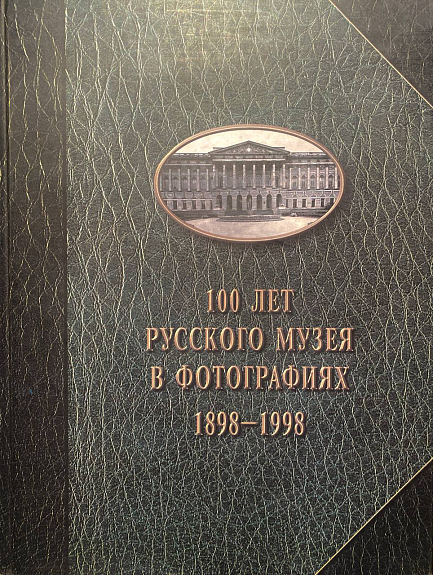 100 ЛЕТ
РУССКОГО МУЗЕЯ
В ФОТОГРАФИЯХ
1898–1998